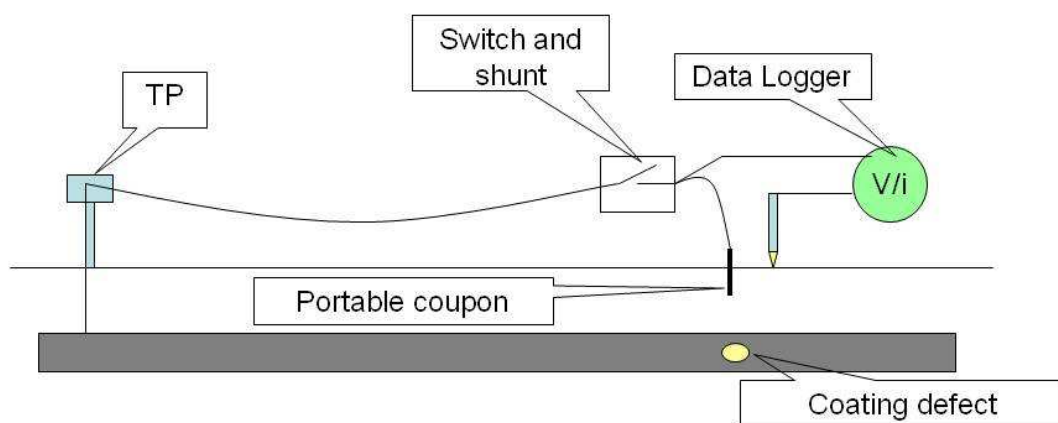 Switch and
shunt
TP
Data Logger
V/i
Portable coupon
Coating defect